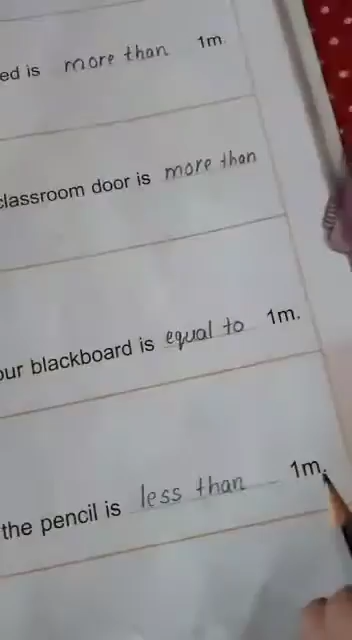 ed is more than 1m.
classroom door is more than
our blackboard is equal to 1m.
the pencil is less than 1m.